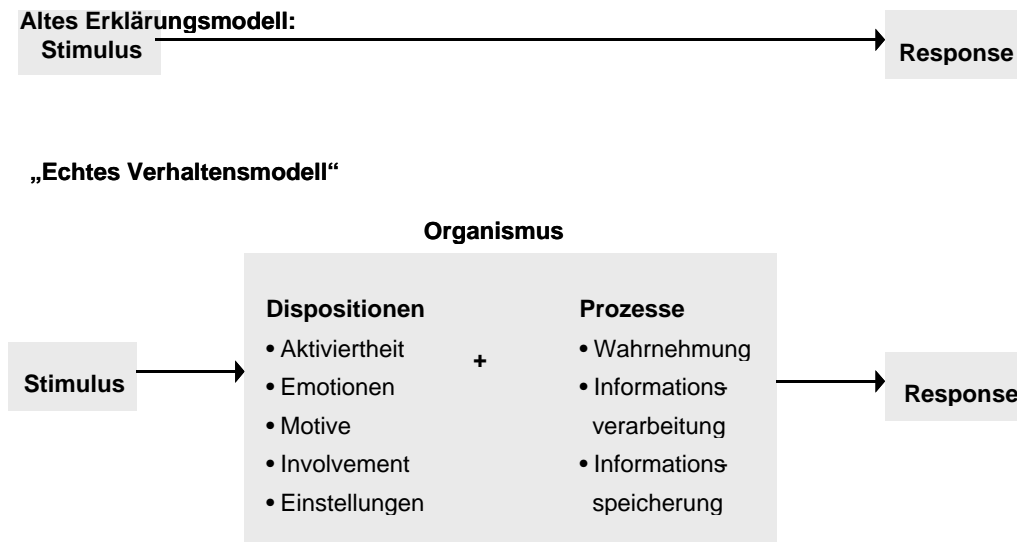 Altes Erklärungsmodell:
Stimulus
Response
„Echtes Verhaltensmodell“
Organismus
Dispositionen
• Aktiviertheit
• Emotionen
• Motive
• Involvement
• Einstellungen
+
Prozesse
• Wahrnehmung
• Informations-
verarbeitung
• Informations-
speicherung
Stimulus
Response